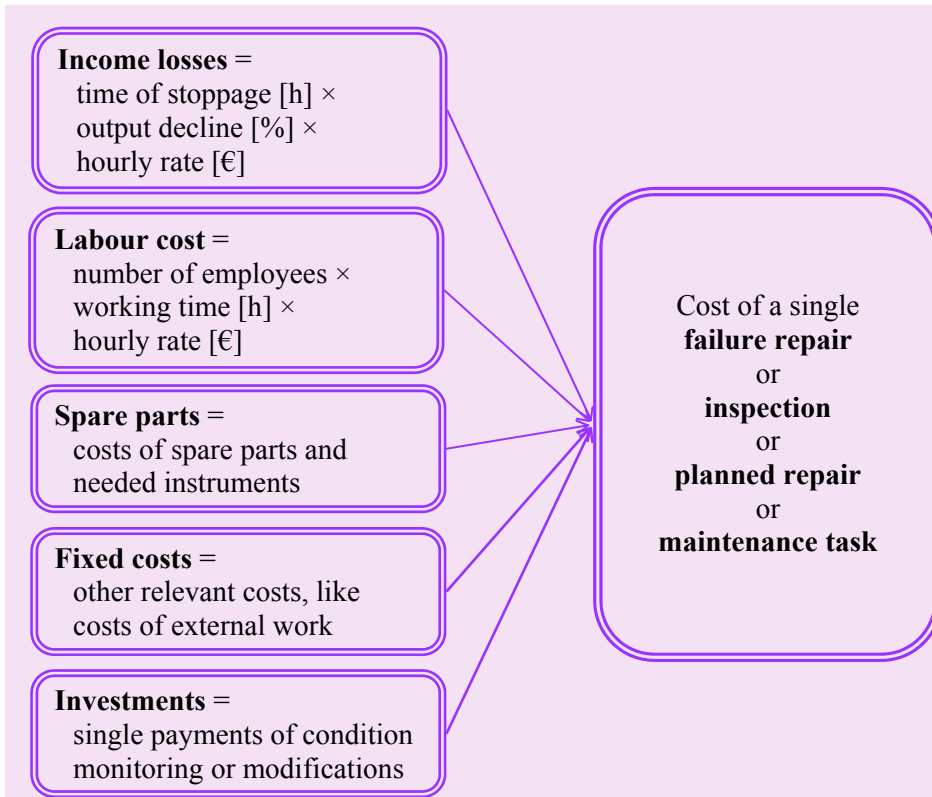 Income losses =
time of stoppage [h] ×
output decline [%] ×
hourly rate [€]
Labour cost =
number of employees ×
working time [h] ×
hourly rate [€]
Spare parts =
costs of spare parts and
needed instruments
Fixed costs =
other relevant costs, like
costs of external work
Investments =
single payments of condition
monitoring or modifications
Cost of a single
failure repair
or
inspection
or
planned repair
or
maintenance task